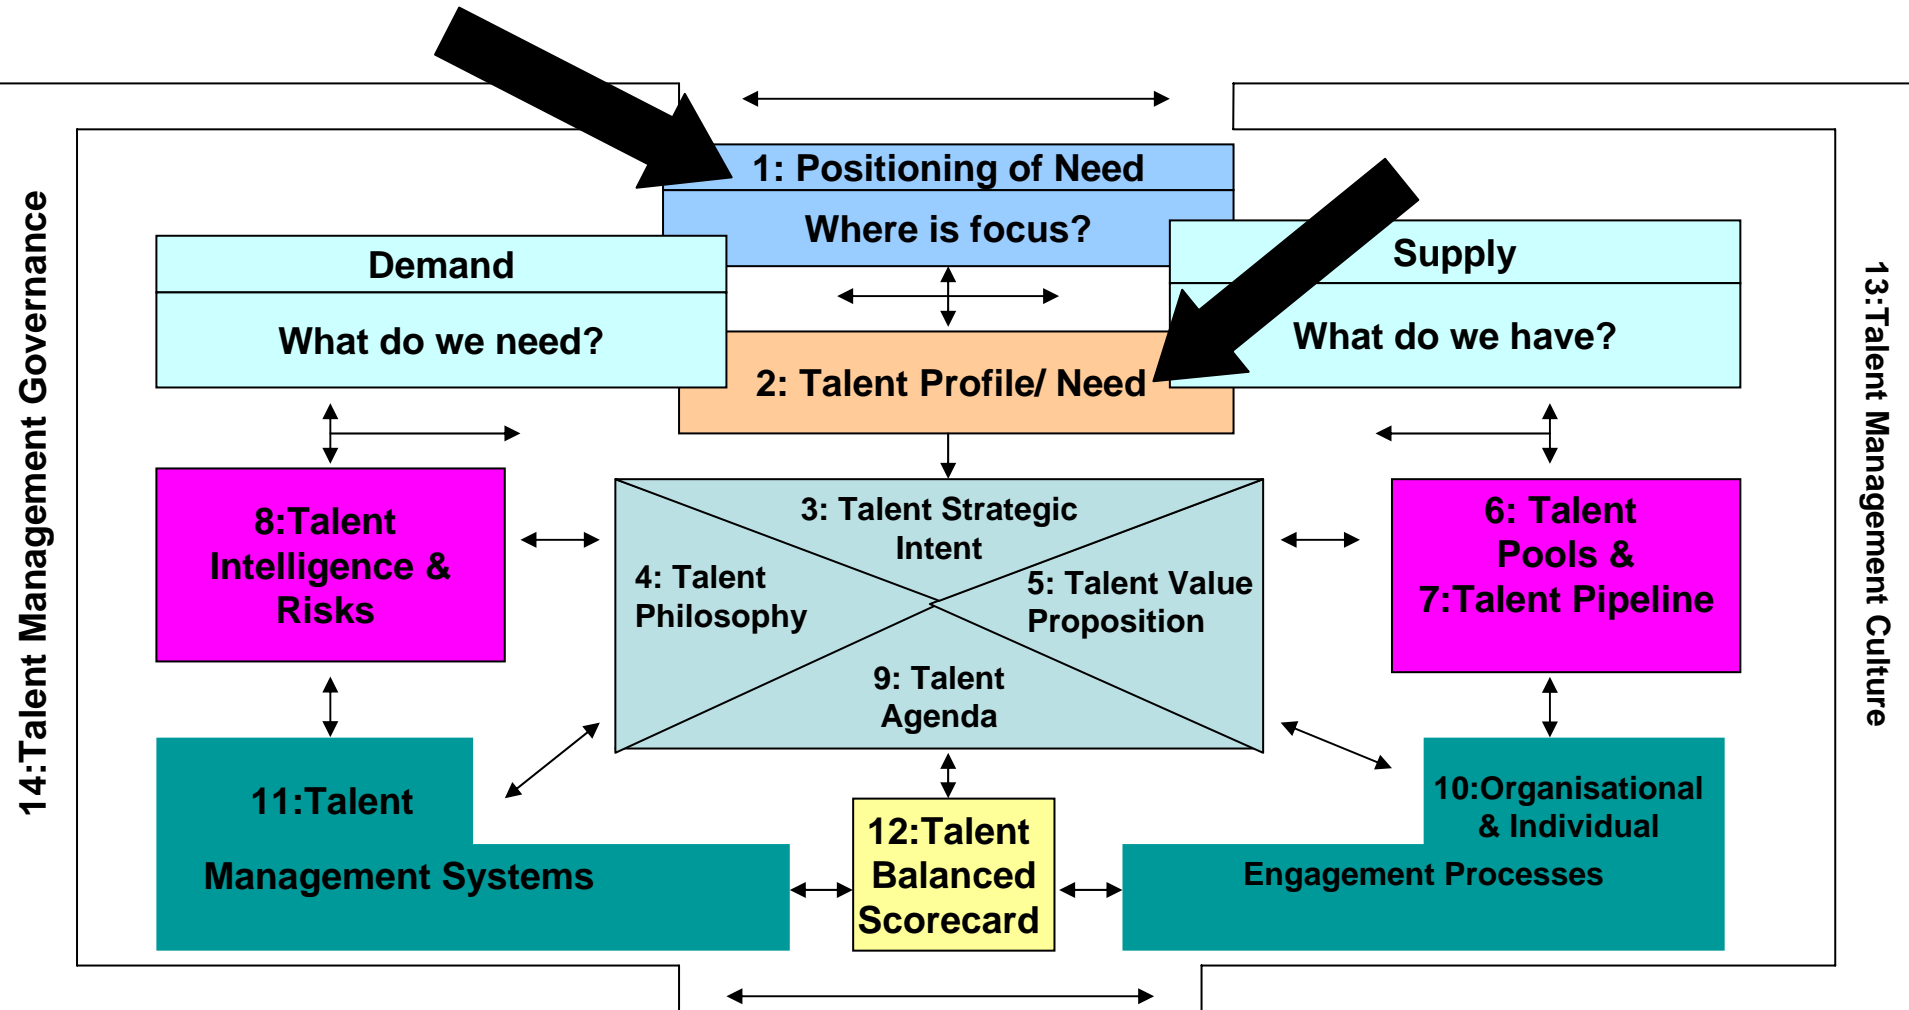 1: Positioning of Need
Where is focus?
Demand
What do we need?
Supply
What do we have?
2: Talent Profile/ Need
8:Talent
Intelligence &
Risks
3: Talent Strategic
Intent
4: Talent
Philosophy
5: Talent Value
Proposition
9: Talent
Agenda
6: Talent
Pools &
7:Talent Pipeline
11:Talent
Management Systems
12:Talent
Balanced
Scorecard
10:Organisational
& Individual
Engagement Processes
14:Talent Management Governance
13:Talent Management Culture